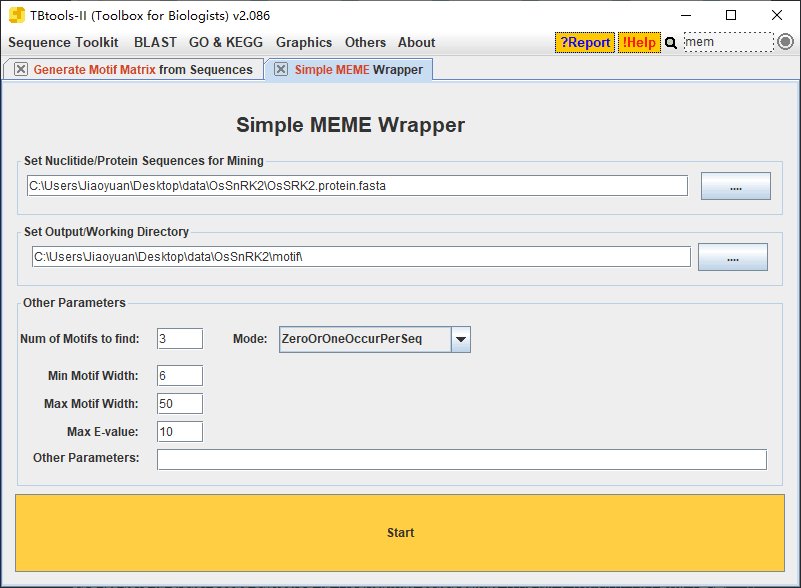 TBtools-II (Toolbox for Biologists) v2.086
Sequence Toolkit BLAST GO & KEGG Graphics Others About ?Report !Help mem
Generate Motif Matrix from Sequences Simple MEME Wrapper
Simple MEME Wrapper
Set Nuclitide/Protein Sequences for Mining
C:\Users\Jiaoyuan\Desktop\data\OsSnRK2\OsSRK2.protein.fasta ....
Set Output/Working Directory
C:\Users\Jiaoyuan\Desktop\data\OsSnRK2\motif\ ....
Other Parameters
Num of Motifs to find: 3 Mode: ZeroOrOneOccurPerSeq
Min Motif Width: 6
Max Motif Width: 50
Max E-value: 10
Other Parameters:
Start